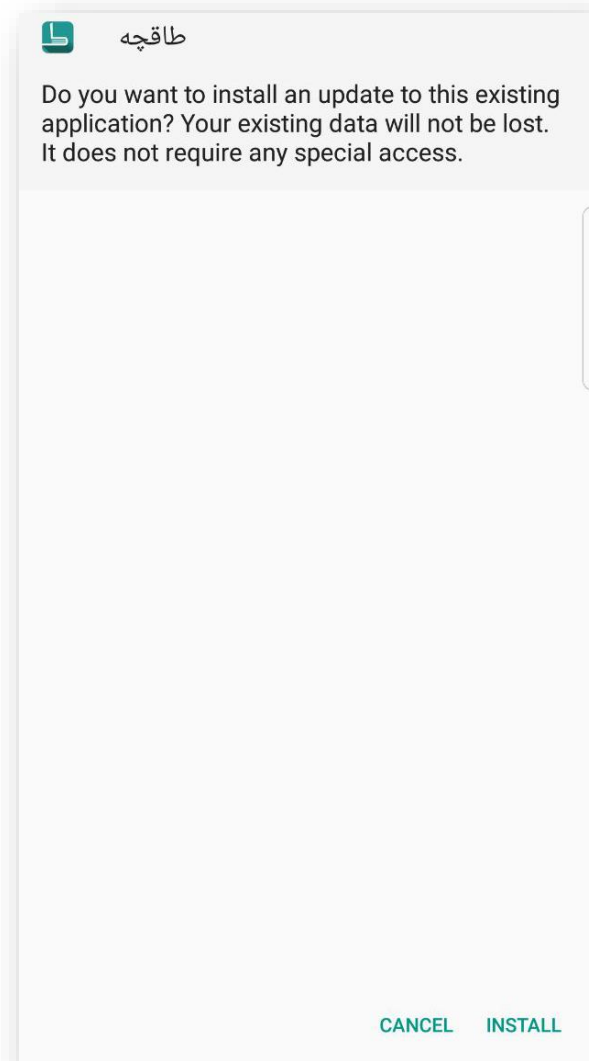 طاقچه
Do you want to install an update to this existing
application? Your existing data will not be lost.
It does not require any special access.
CANCEL INSTALL